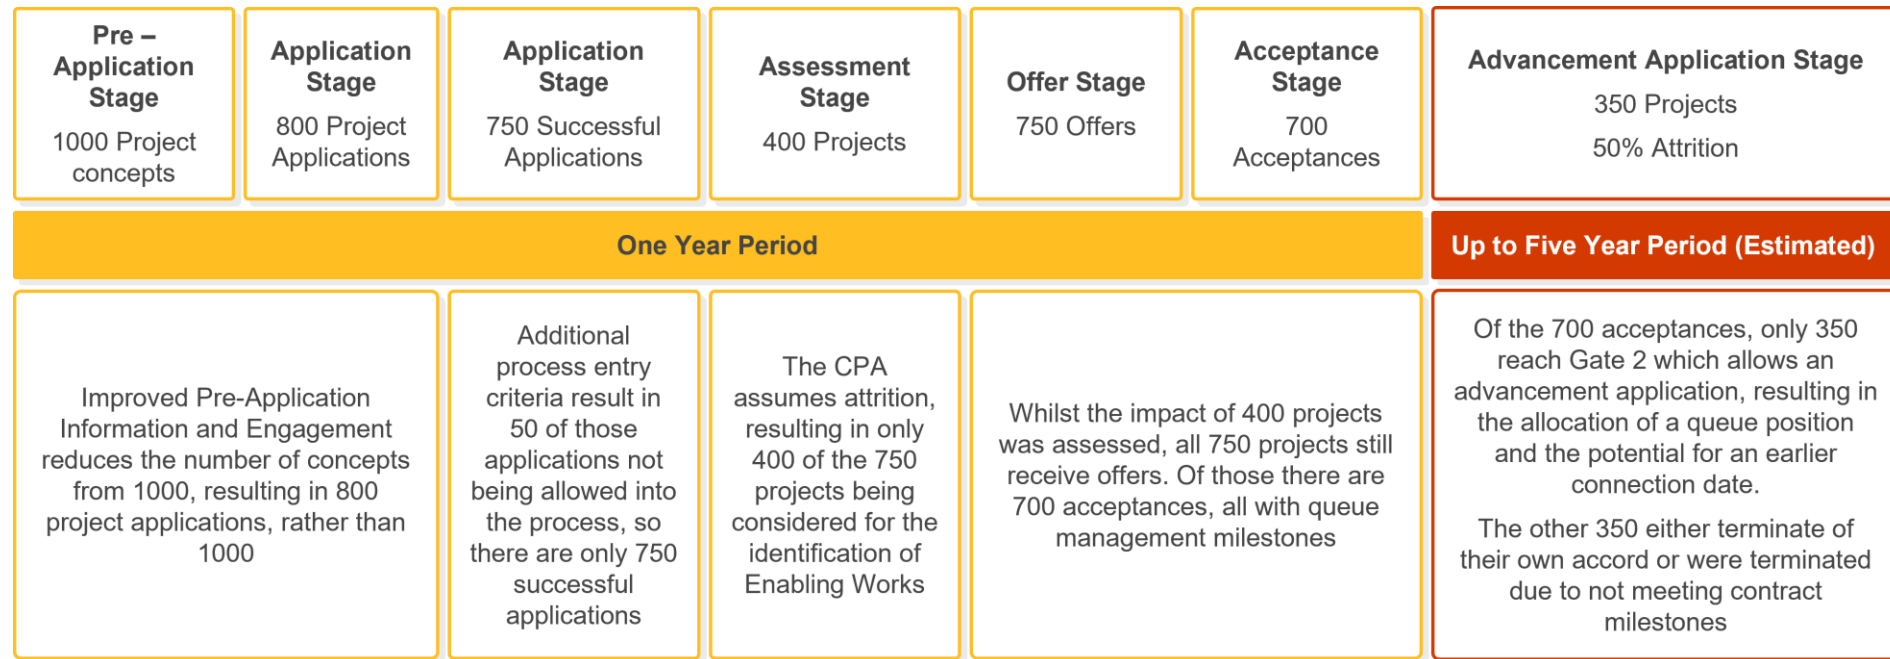 Pre –
Application
Stage
1000 Project
concepts
Application
Stage
800 Project
Applications
Application
Stage
750 Successful
Applications
Assessment
Stage
400 Projects
Offer Stage
750 Offers
Acceptance
Stage
700
Acceptances
Advancement Application Stage
350 Projects
50% Attrition
One Year Period
Up to Five Year Period (Estimated)
Improved Pre-Application
Information and Engagement
reduces the number of concepts
from 1000, resulting in 800
project applications, rather than
1000
Additional
process entry
criteria result in
50 of those
applications not
being allowed into
the process, so
there are only 750
successful
applications
The CPA
assumes attrition,
resulting in only
400 of the 750
projects being
considered for the
identification of
Enabling Works
Whilst the impact of 400 projects
was assessed, all 750 projects still
receive offers. Of those there are
700 acceptances, all with queue
management milestones
Of the 700 acceptances, only 350
reach Gate 2 which allows an
advancement application, resulting in
the allocation of a queue position
and the potential for an earlier
connection date.
The other 350 either terminate of
their own accord or were terminated
due to not meeting contract
milestones